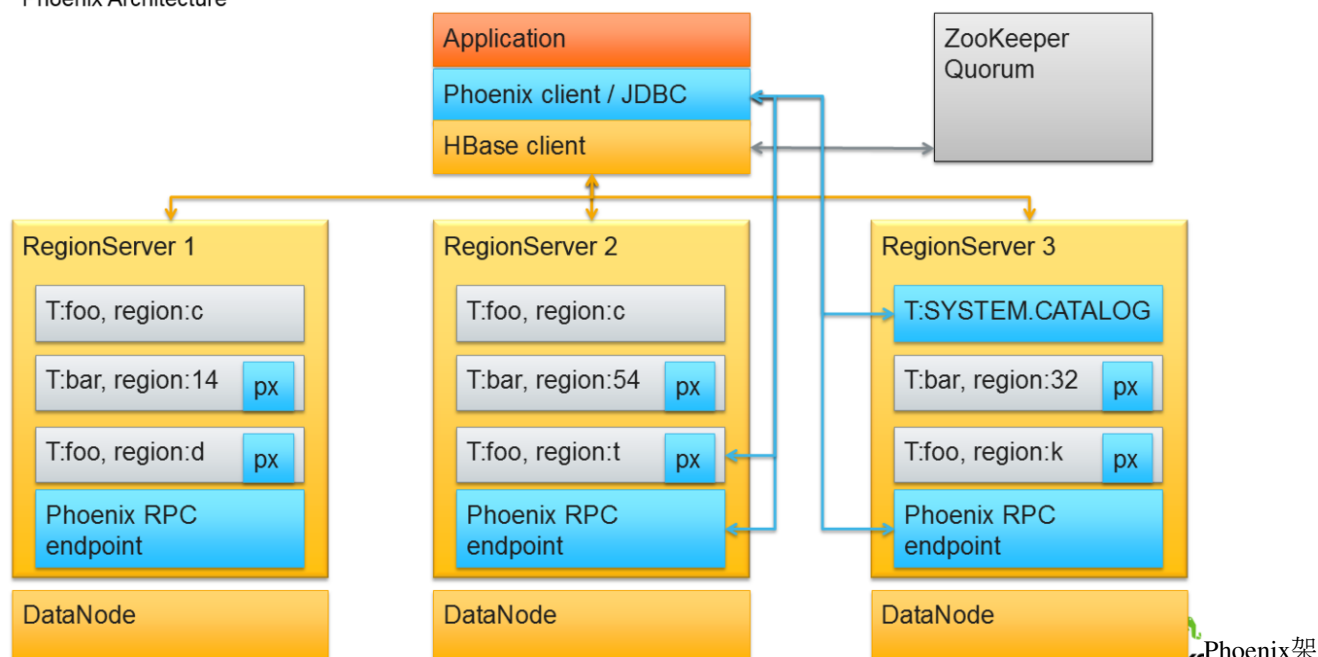 Phoenix Architecture
Application
Phoenix client / JDBC
HBase client
ZooKeeper
Quorum
RegionServer 1
T:foo, region:c
T:bar, region:14
px
T:foo, region:d
px
Phoenix RPC
endpoint
DataNode
RegionServer 2
T:foo, region:c
T:bar, region:54
px
T:foo, region:t
px
Phoenix RPC
endpoint
DataNode
RegionServer 3
T:SYSTEM.CATALOG
T:bar, region:32
px
T:foo, region:k
px
Phoenix RPC
endpoint
DataNode
Phoenix架